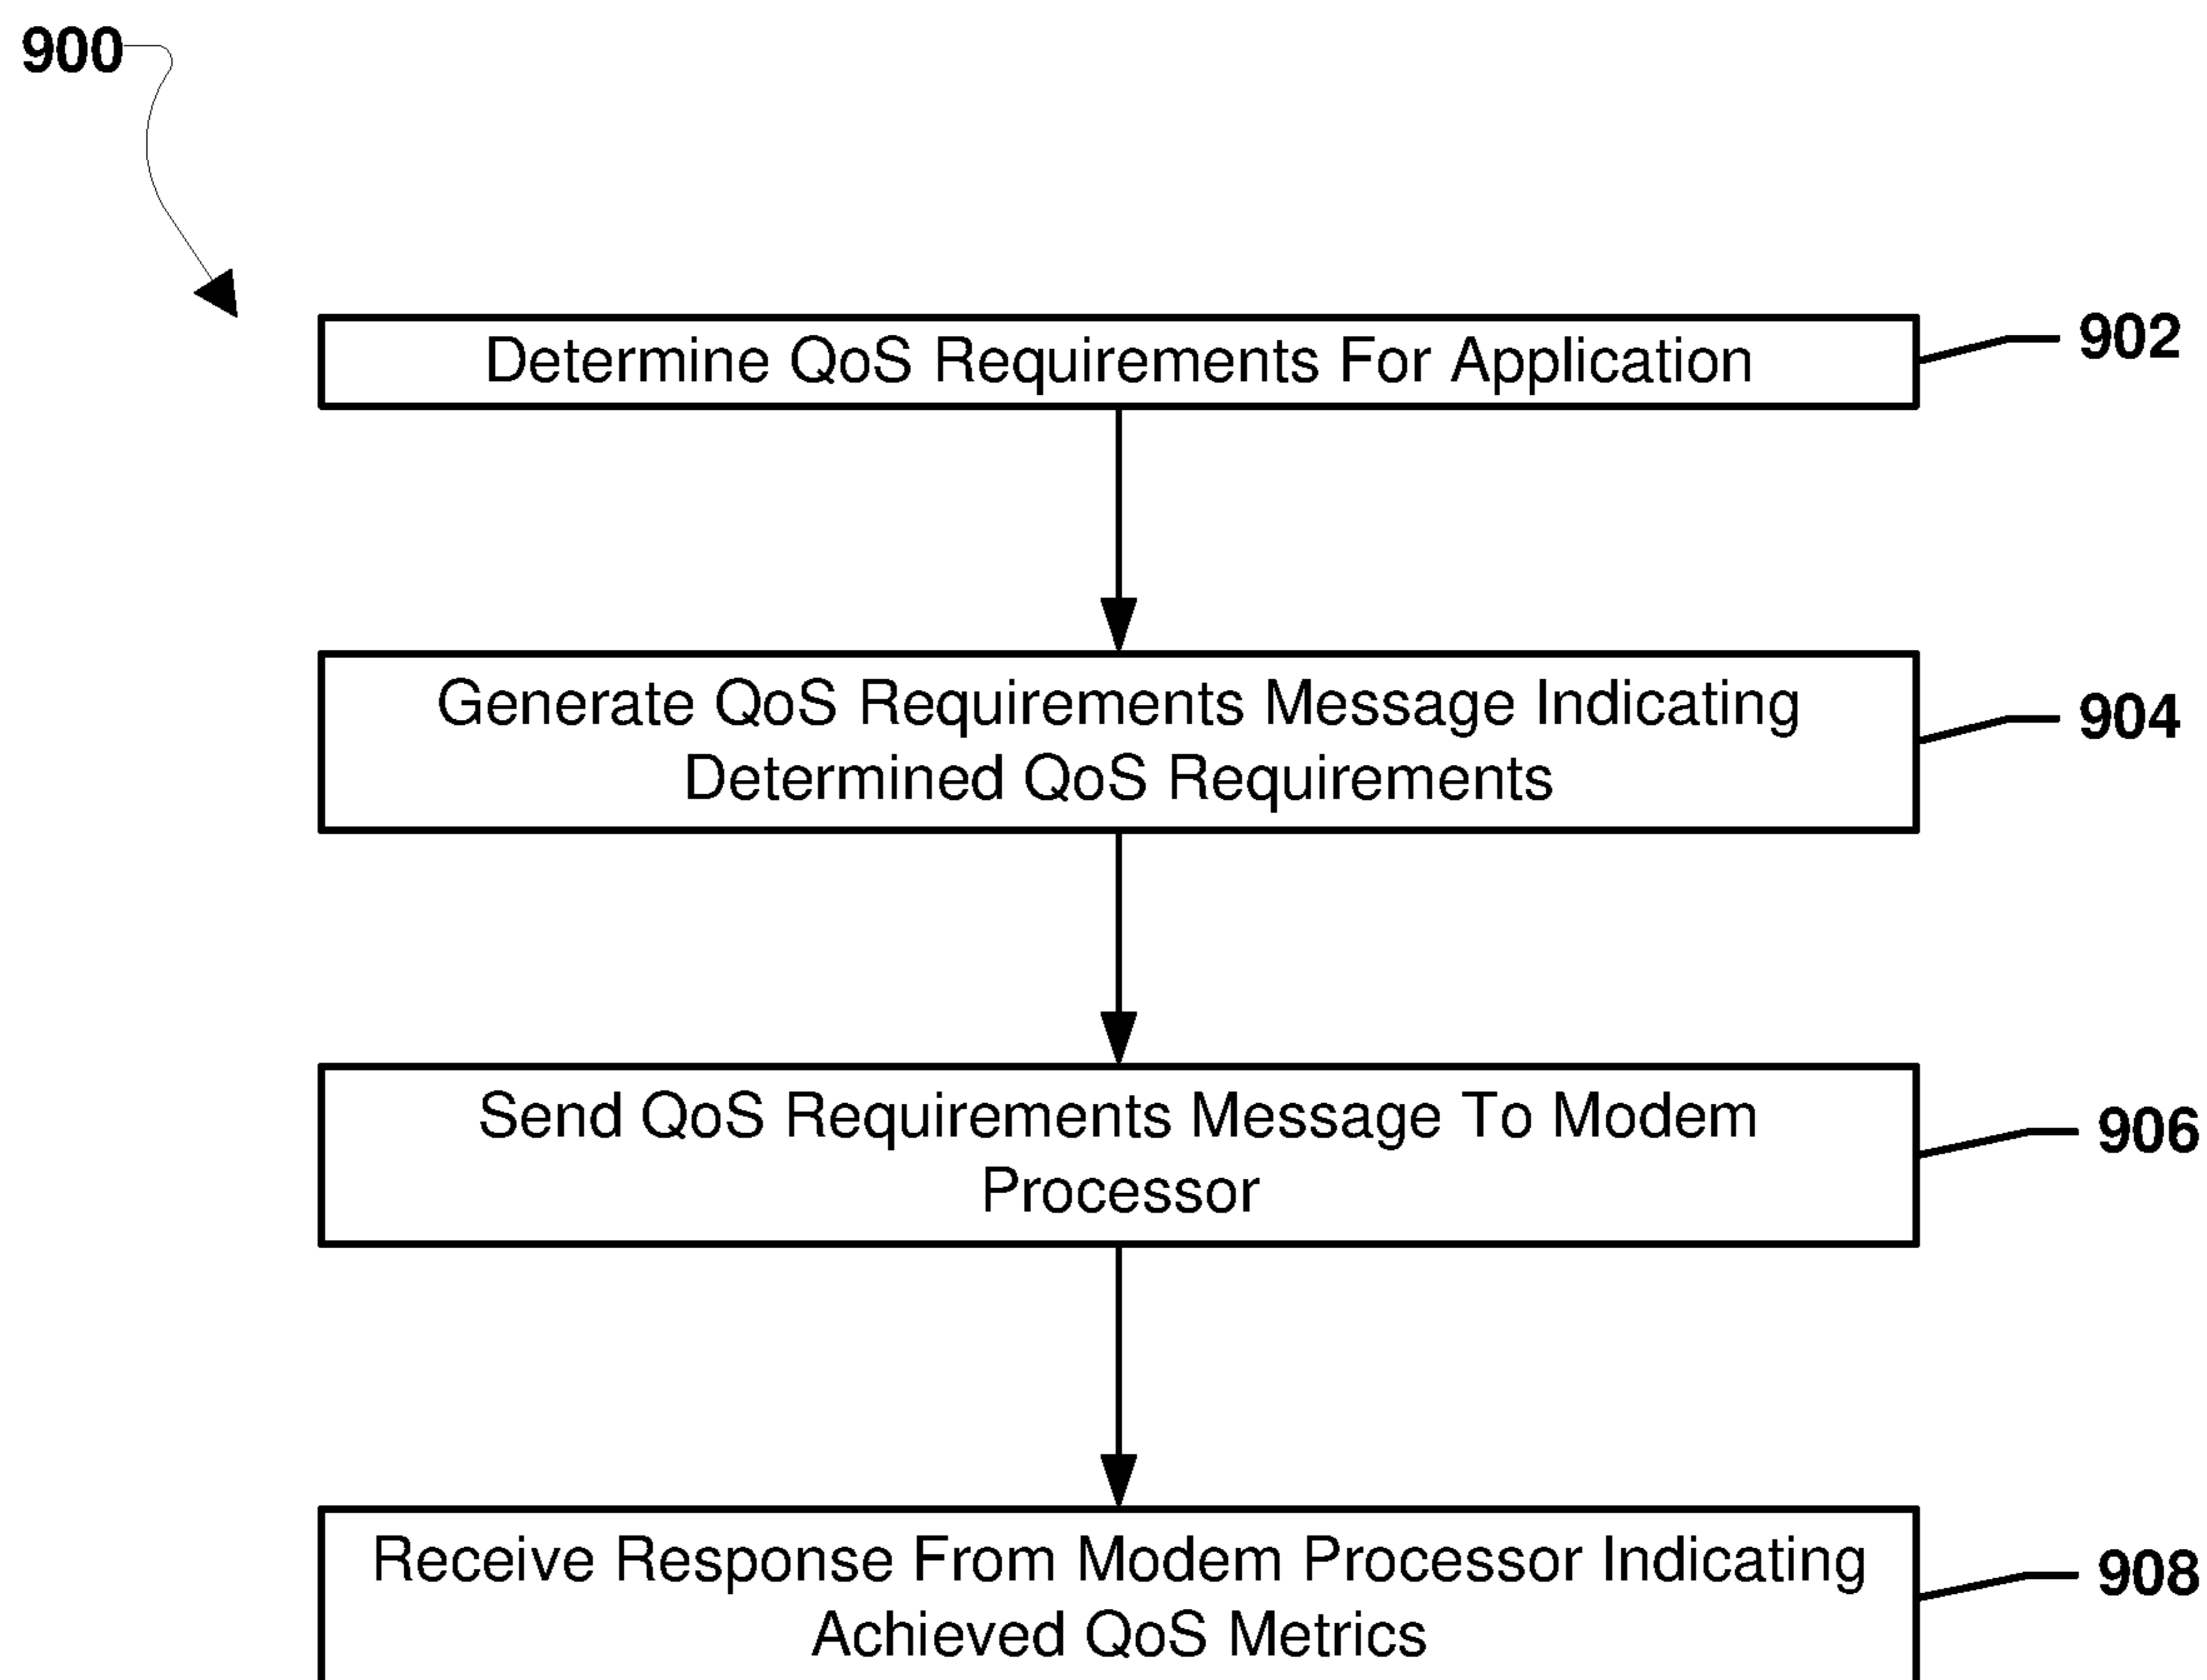 900
Determine QoS Requirements For Application
902
Generate QoS Requirements Message Indicating
Determined QoS Requirements
904
Send QoS Requirements Message To Modem
Processor
906
Receive Response From Modem Processor Indicating
Achieved QoS Metrics
908